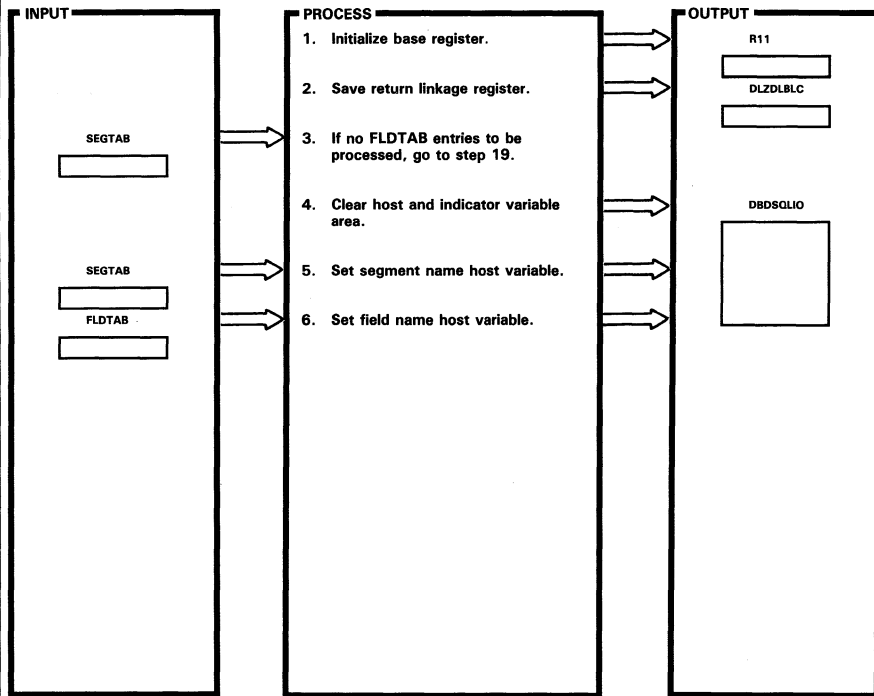 INPUT
SEGTAB
SEGTAB
FLDTAB
PROCESS
1. Initialize base register.
2. Save return linkage register.
3. If no FLDTAB entries to be
processed, go to step 19.
4. Clear host and indicator variable
area.
5. Set segment name host variable.
6. Set field name host variable.
OUTPUT
R11
DLZDLBLC
DBDSQLIO